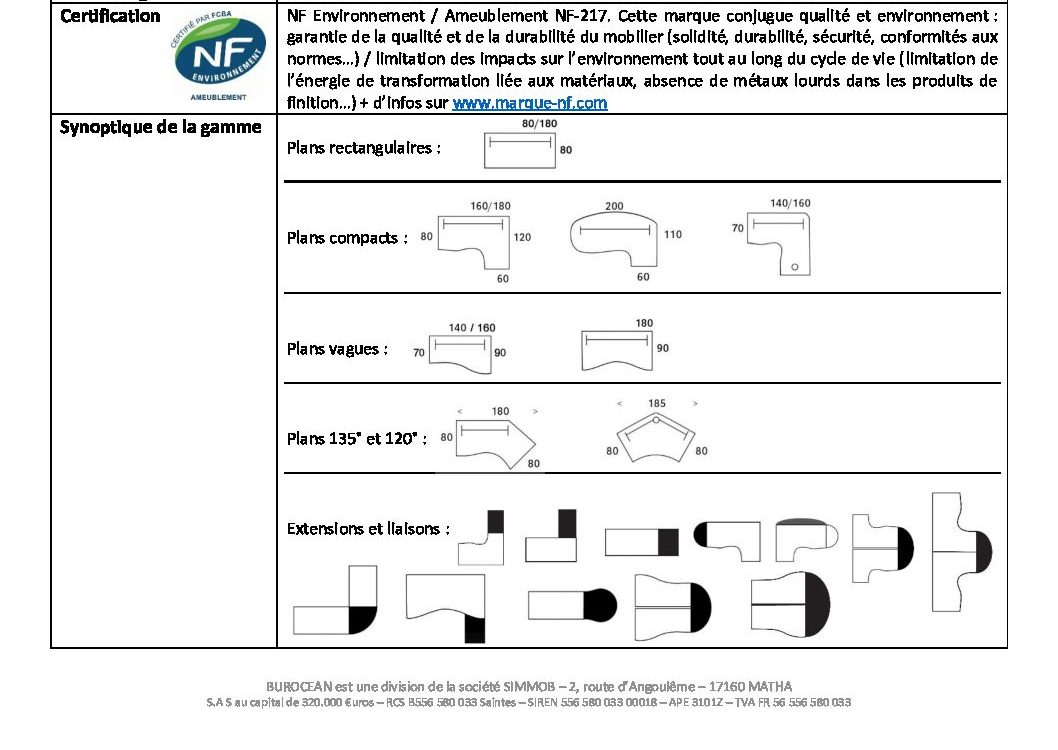 Certification
CERTIFIÉ PAR FCBA
NF
ENVIRONNEMENT
AMEUBLEMENT
NF Environnement / Ameublement NF-217. Cette marque conjugue qualité et environnement :
garantie de la qualité et de la durabilité du mobilier (solidité, durabilité, sécurité, conformités aux
normes…) / limitation des impacts sur l'environnement tout au long du cycle de vie (limitation de
l'énergie de transformation liée aux matériaux, absence de métaux lourds dans les produits de
finition…) + d'infos sur www.marque-nf.com
Synoptique de la gamme
80/180
Plans rectangulaires :
80
160/180
200
140/160
Plans compacts :
80
120
110
70
60
60
140 / 160
180
Plans vagues :
70
90
90
< 180 >
< 185 >
Plans 135° et 120° :
80
80
80
80
Extensions et liaisons :
BUROCEAN est une division de la société SIMMOB – 2, route d'Angoulême – 17160 MATHA
S.A S au capital de 320.000 €uros – RCS B556 580 033 Saintes – SIREN 556 580 033 00018 – APE 3101Z – TVA FR 56 556 580 033